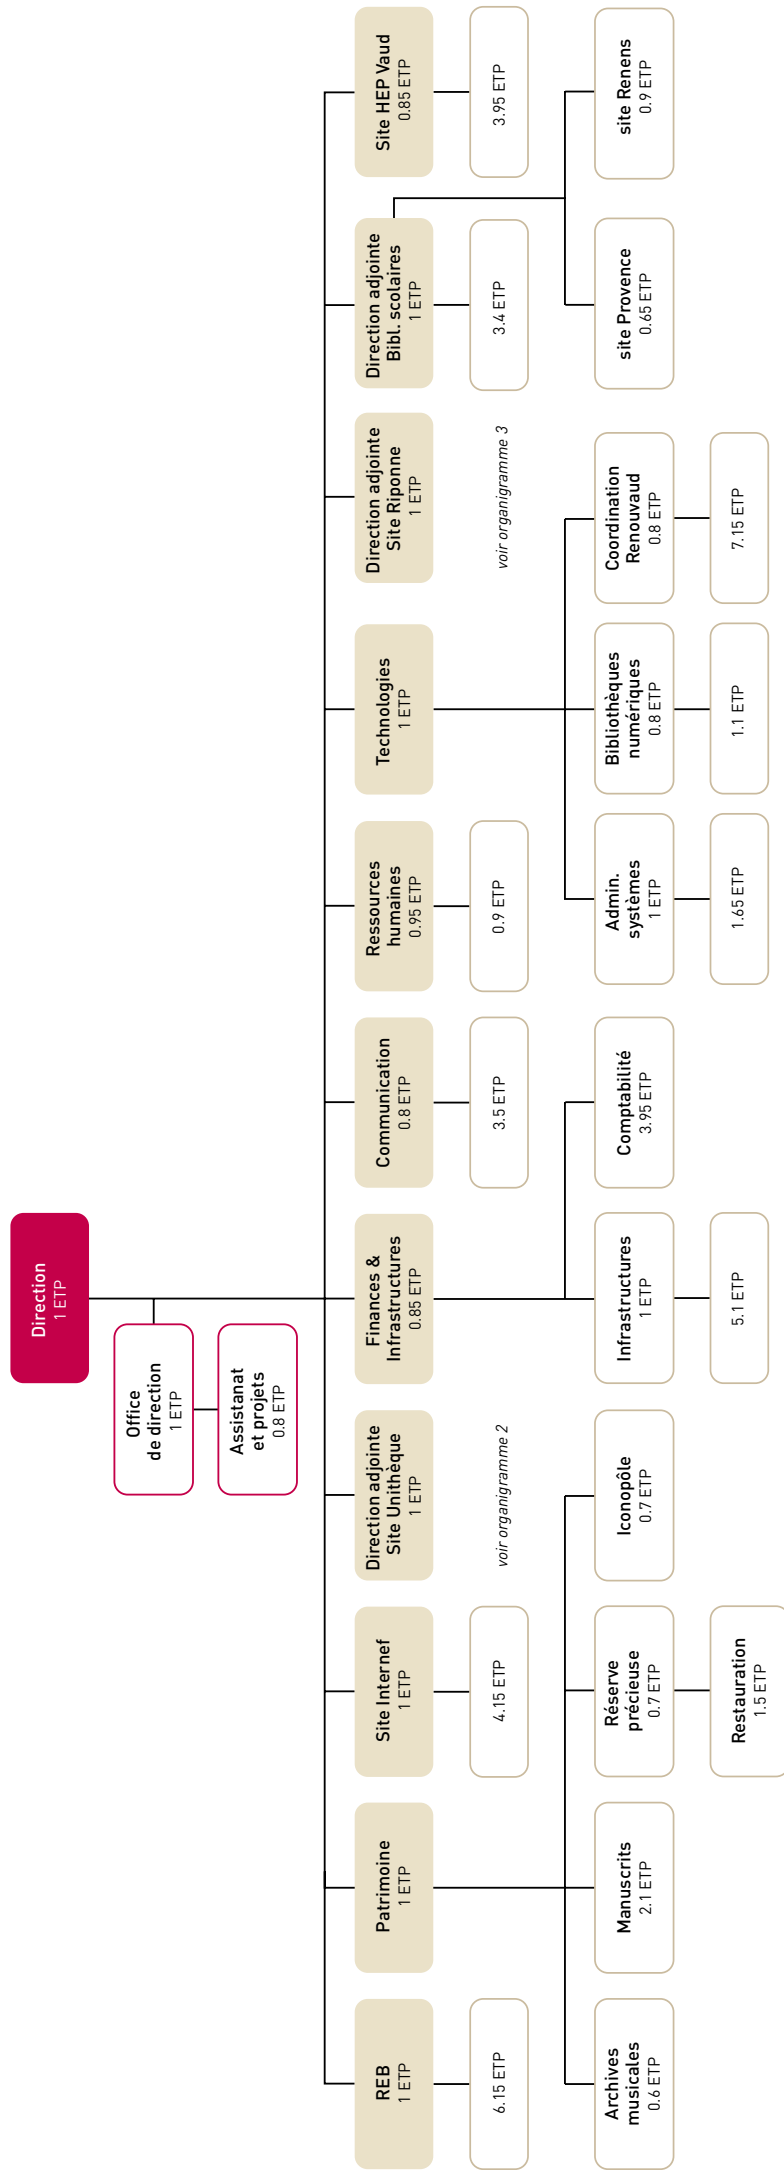 Direction
1 ETP
Office
de direction
1 ETP
Assistanat
et projets
0.8 ETP
REB
1 ETP
6.15 ETP
Patrimoine
1 ETP
Archives
musicales
0.6 ETP
Manuscrits
2.1 ETP
Réserve
précieuse
0.7 ETP
Restauration
1.5 ETP
Iconopôle
0.7 ETP
Site Internef
1 ETP
4.15 ETP
Direction adjointe
Site Unithèque
1 ETP
voir organigramme 2
Finances &
Infrastructures
0.85 ETP
Infrastructures
1 ETP
5.1 ETP
Comptabilité
3.95 ETP
Communication
0.8 ETP
3.5 ETP
Ressources
humaines
0.95 ETP
0.9 ETP
Technologies
1 ETP
Admin.
systèmes
1 ETP
1.65 ETP
Bibliothèques
numériques
0.8 ETP
1.1 ETP
Coordination
Renouvaud
0.8 ETP
7.15 ETP
Direction adjointe
Site Riponne
1 ETP
voir organigramme 3
Direction adjointe
Bibl. scolaires
1 ETP
3.4 ETP
site Provence
0.65 ETP
site Renens
0.9 ETP
Site HEP Vaud
0.85 ETP
3.95 ETP